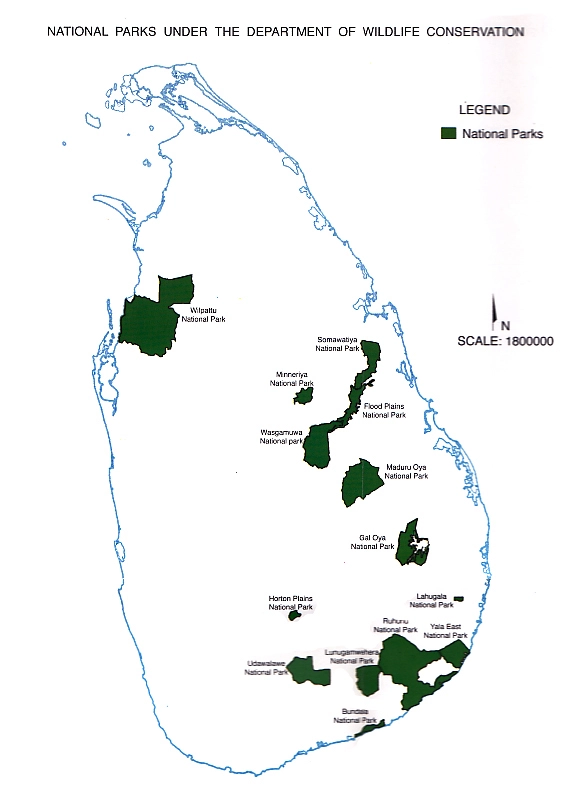 NATIONAL PARKS UNDER THE DEPARTMENT OF WILDLIFE CONSERVATION
LEGEND
National Parks
N
SCALE: 1800000
Wilpattu
National Park
Somawatiya
National Park
Minneriya
National Park
Flood Plains
National Park
Wasgamuwa
National park
Maduru Oya
National Park
Gal Oya
National Park
Lahugala
National Park
Horton Plains
National Park
Ruhunu
National Park
Yala East
National Park
Lunugamwehera
National Park
Udawalawe
National Park
Bundala
National Park